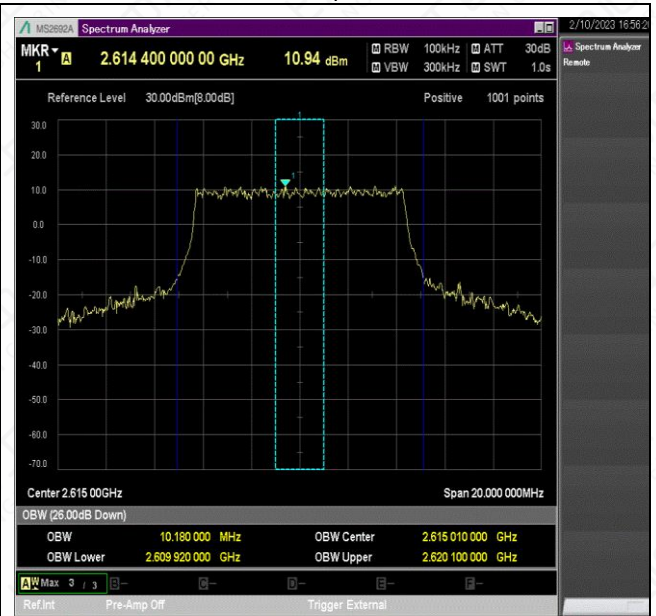 MS2692A Spectrum Analyzer
2/10/2023 16:56:2
MKR 1 A 2.614 400 000 00 GHz 10.94 dBm M RBW 100kHz M ATT 30dB
M VBW 300kHz M SWT 1.0s
Spectrum Analyzer
Remote
Reference Level 30.00dBm[8.00dB] Positive 1001 points
1
30.0
20.0
1
10.0
0.0
-10.0
-20.0
-30.0
-40.0
-50.0
-60.0
-70.0
Center 2.615 00GHz Span 20.000 000MHz
OBW (26.00dB Down)
OBW 10.180 000 MHz OBW Center 2.615 010 000 GHz
OBW Lower 2.609 920 000 GHz OBW Upper 2.620 100 000 GHz
A W Max 3 / 3 B- C- D- E- F-
Ref.Int Pre-Amp Off Trigger External